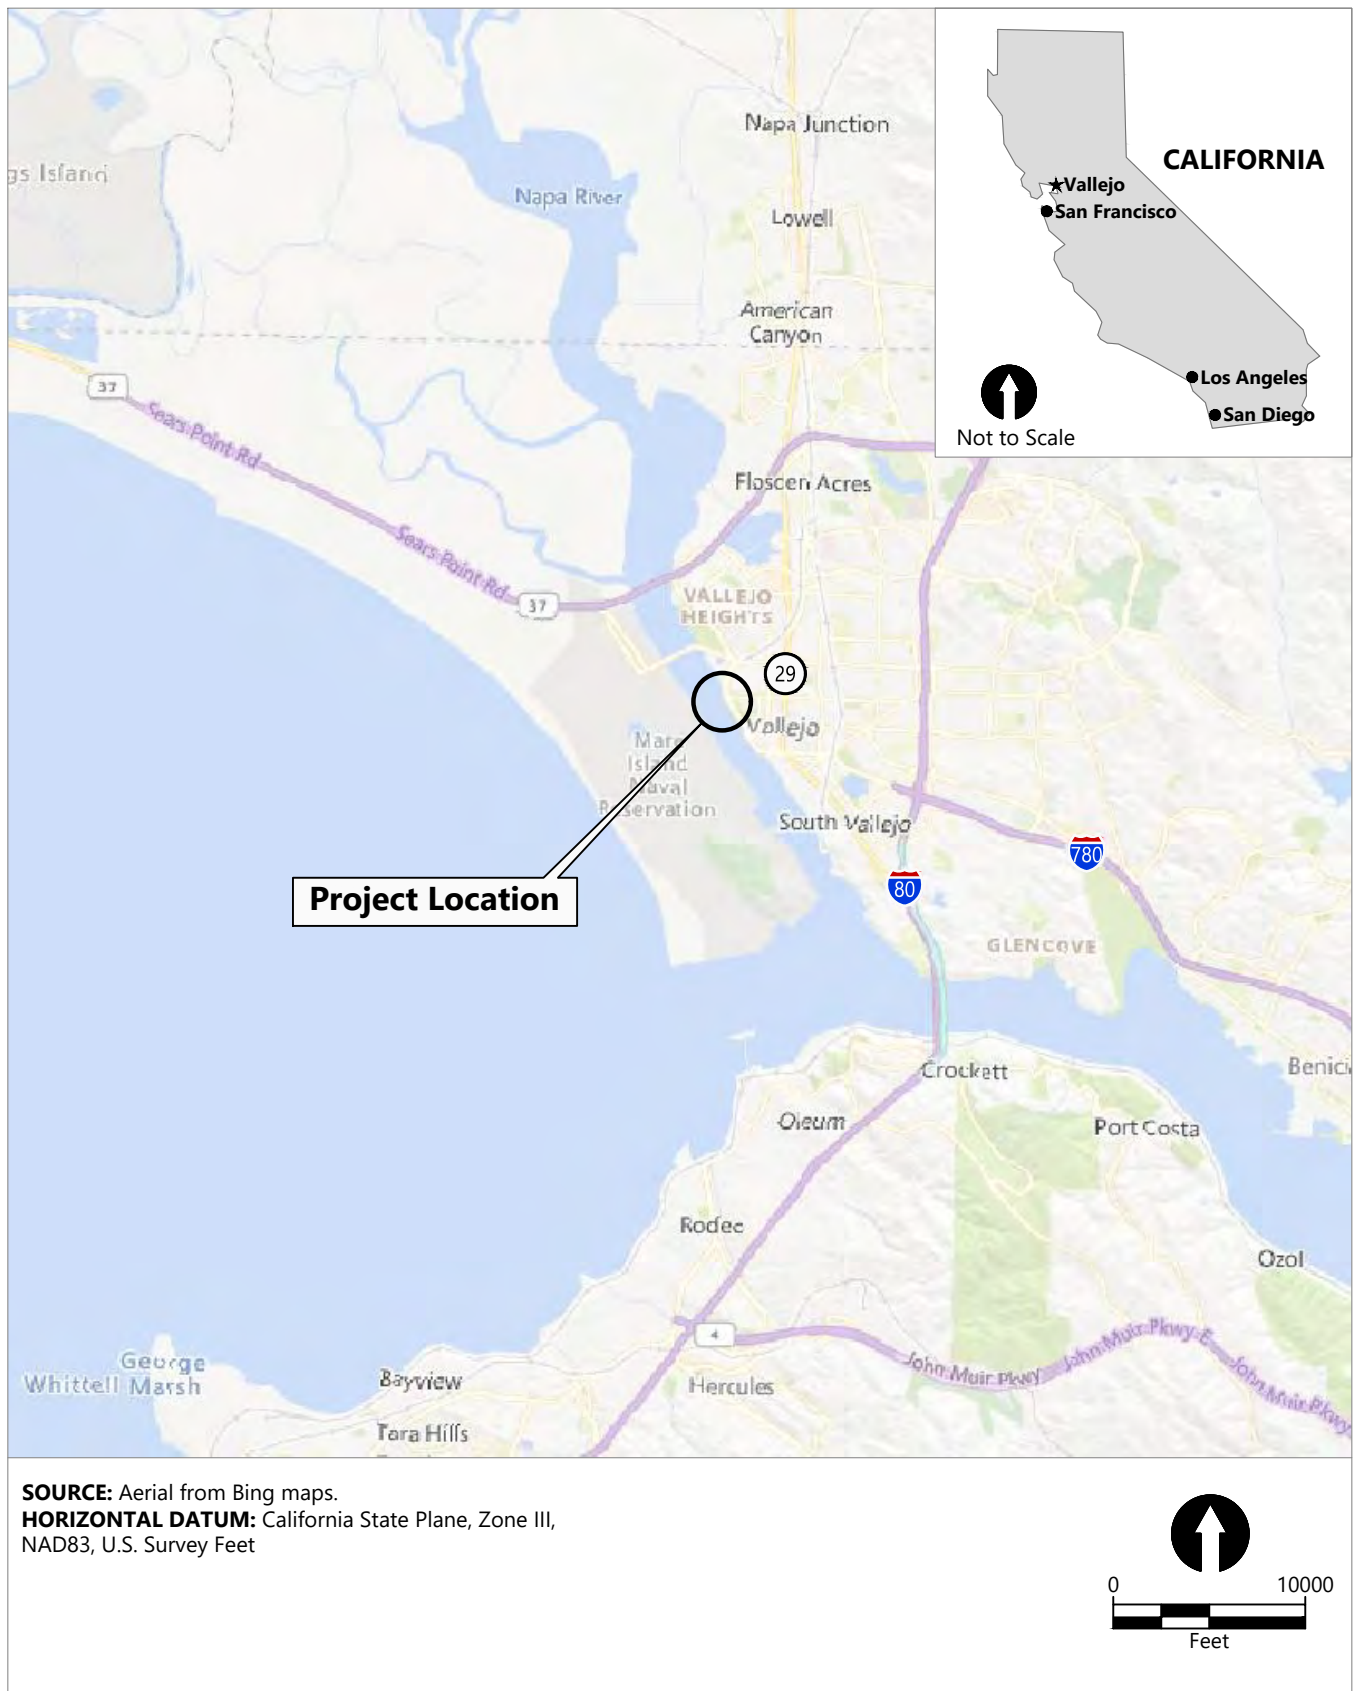 Napa Junction
CALIFORNIA
gs Island
Vallejo
Napa River
San Francisco
Lowell
American
Canyon
37
Los Angeles
Sears Point Rd
San Diego
Not to Scale
Floscen Acres
Sears Point Rd
37
VALLEJO
HEIGHTS
29
Vallejo
Mare
Island
Naval
Reservation
South Vallejo
780
80
Project Location
GLENCOVE
Crockett
Benici
Oleum
Port Costa
Rodeo
Ozol
4
John Muir Pkwy
John Muir Pkwy E
John Muir Pkwy
George
Whittell Marsh
Bayview
Hercules
Tara Hills
SOURCE: Aerial from Bing maps.
HORIZONTAL DATUM: California State Plane, Zone III,
NAD83, U.S. Survey Feet
0 10000
Feet